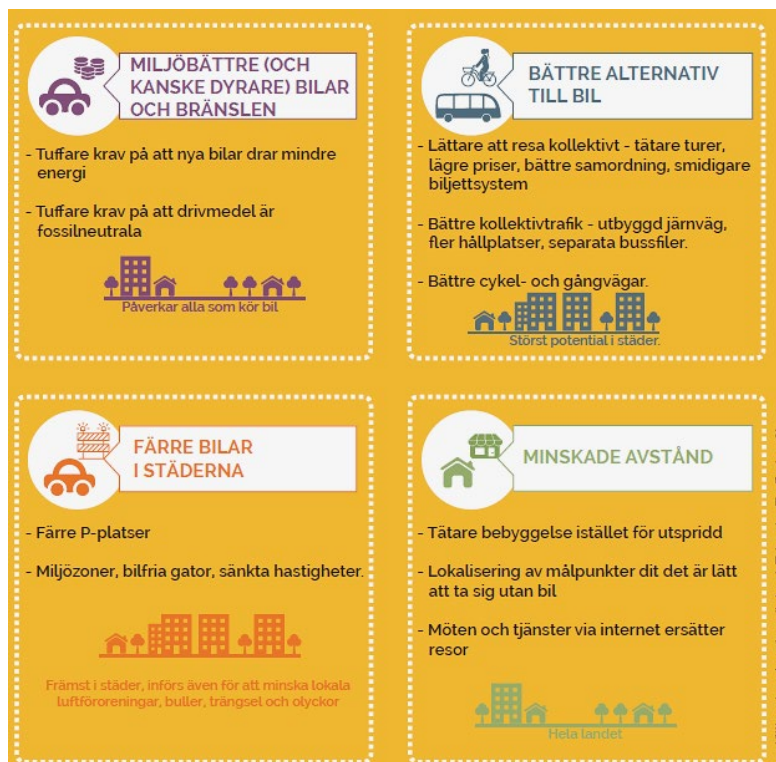 MILJÖBÄTTRE (OCH
KANSKE DYRARE) BILAR
OCH BRÄNSLEN
- Tuffare krav på att nya bilar drar mindre
energi
- Tuffare krav på att drivmedel är
fossilneutrala
Påverkar alla som kör bil
BÄTTRE ALTERNATIV
TILL BIL
- Lättare att resa kollektivt - tätare turer,
lägre priser, bättre samordning, smidigare
biljettsystem
- Bättre kollektivtrafik - utbyggd järnväg,
fler hållplatser, separata bussfiler.
- Bättre cykel- och gångvägar.
Störst potential i städer.
FÄRRE BILAR
I STÄDERNA
- Färre P-platser
- Miljözoner, bilfria gator, sänkta hastigheter.
Främst i städer, införs även för att minska lokala
luftföroreningar, buller, trängsel och olyckor
MINSKADE AVSTÅND
- Tätare bebyggelse istället för utspridd
- Lokalisering av målpunkter dit det är lätt
att ta sig utan bil
- Möten och tjänster via internet ersätter
resor
Hela landet